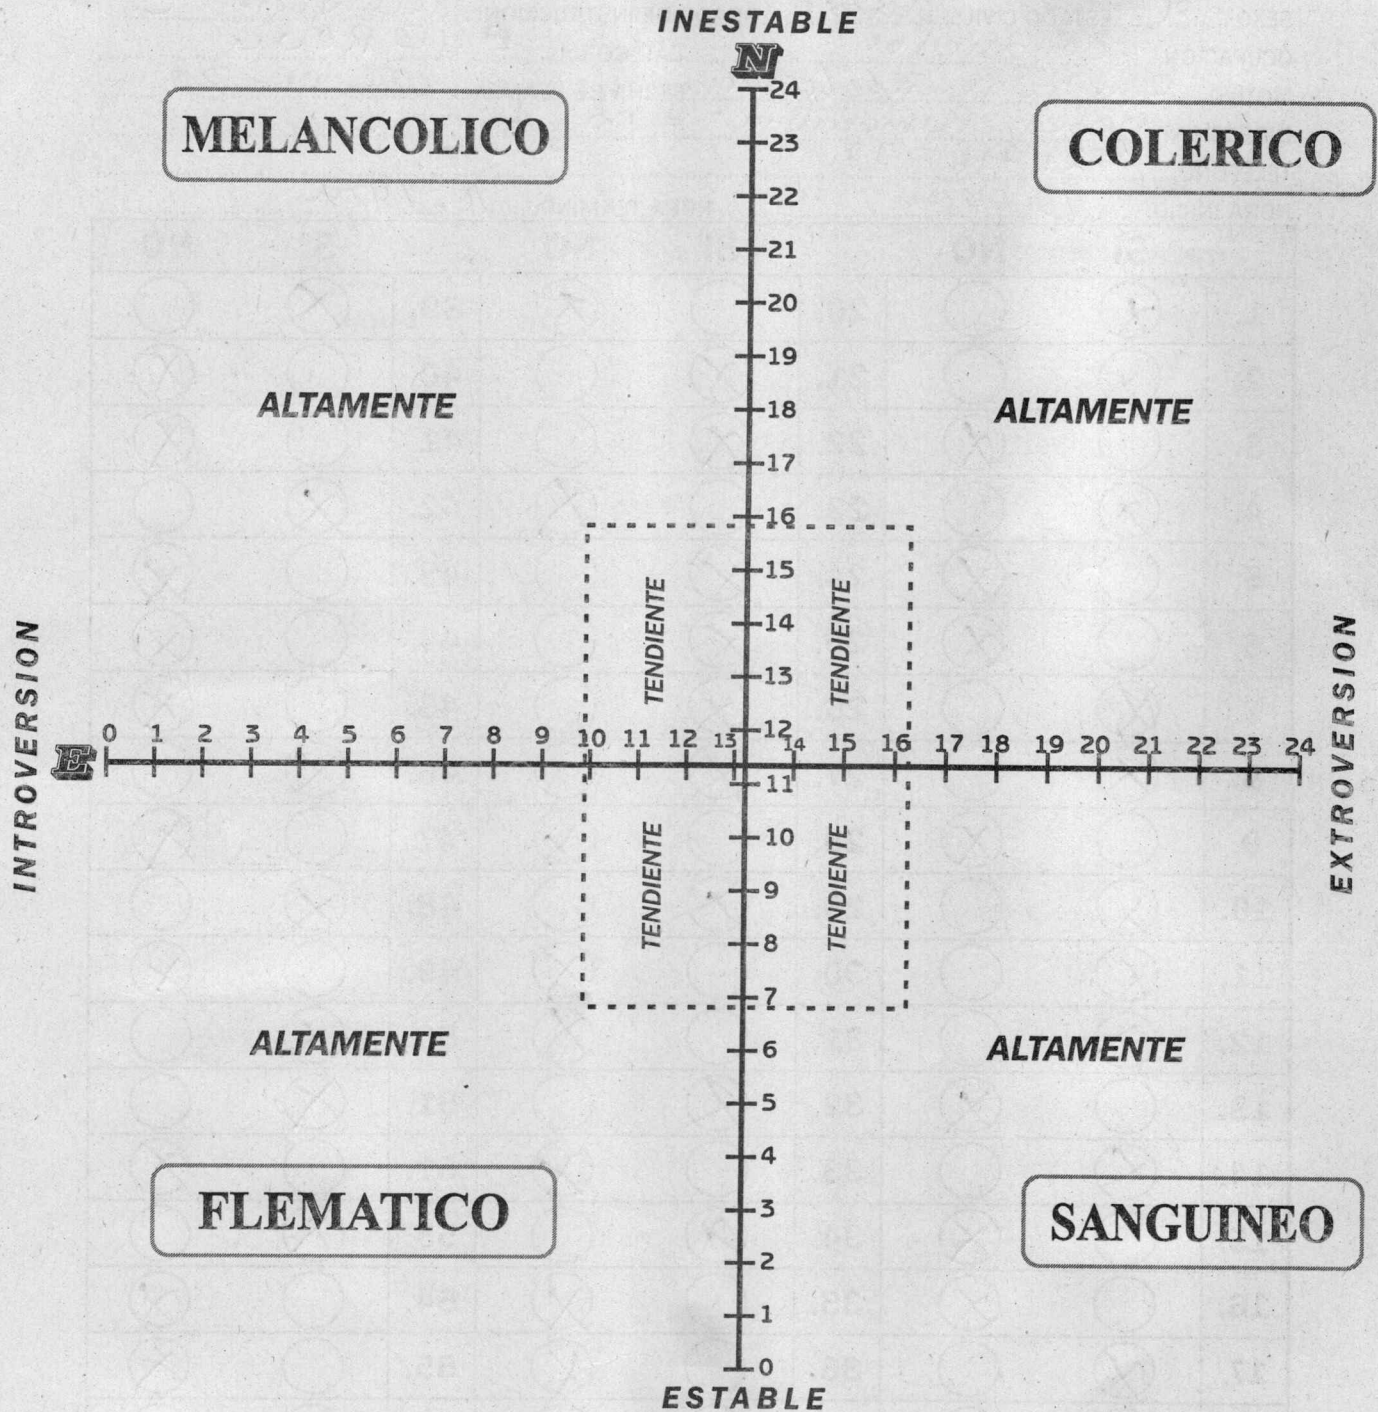 INESTABLE
N
MELANCOLICO
COLERICO
24
23
22
21
20
19
18
17
16
15
14
13
12
11
10
9
8
7
6
5
4
3
2
1
0
ALTAMENTE
ALTAMENTE
TENDIENTE
TENDIENTE
INTROVERSION
E
0 1 2 3 4 5 6 7 8 9 10 11 12 13 14 15 16 17 18 19 20 21 22 23 24
EXTROVERSION
TENDIENTE
TENDIENTE
ALTAMENTE
ALTAMENTE
FLEMATICO
SANGUINEO
ESTABLE